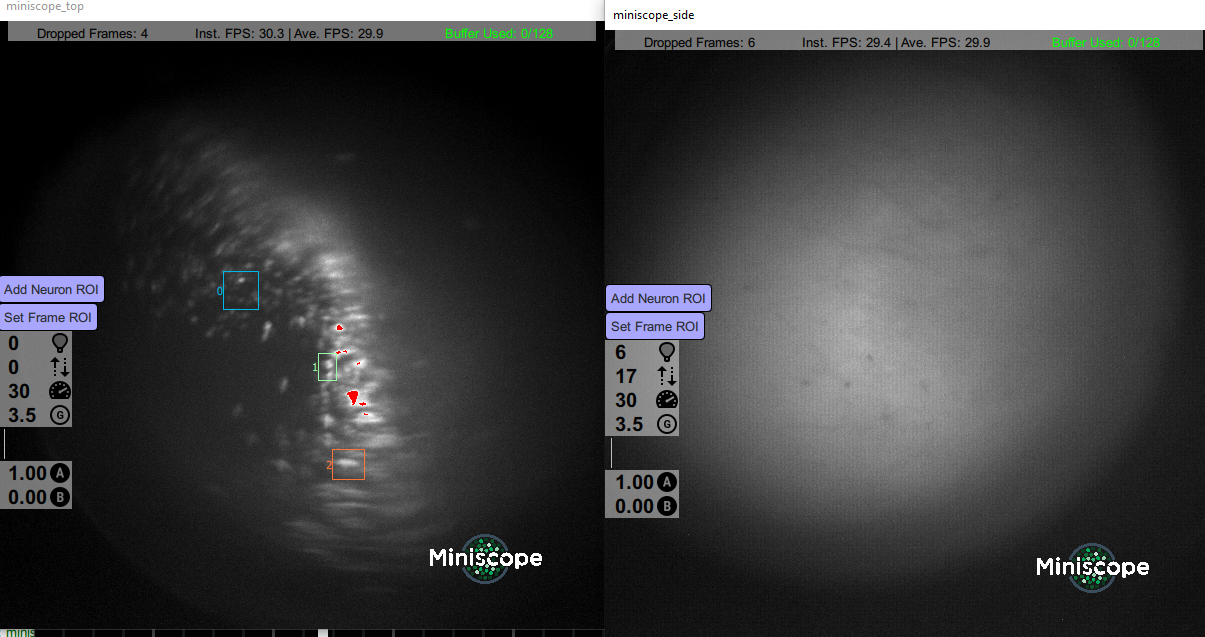 miniscope_top
Dropped Frames: 4 Inst. FPS: 30.3 | Ave. FPS: 29.9 Buffer Used: 0/128
0
Add Neuron ROI
Set Frame ROI
0
0
30
3.5 G
1.00 A
0.00 B
1
2
Miniscope
minis
miniscope_side
Dropped Frames: 6 Inst. FPS: 29.4 | Ave. FPS: 29.9 Buffer Used: 0/128
Add Neuron ROI
Set Frame ROI
6
17
30
3.5 G
1.00 A
0.00 B
Miniscope